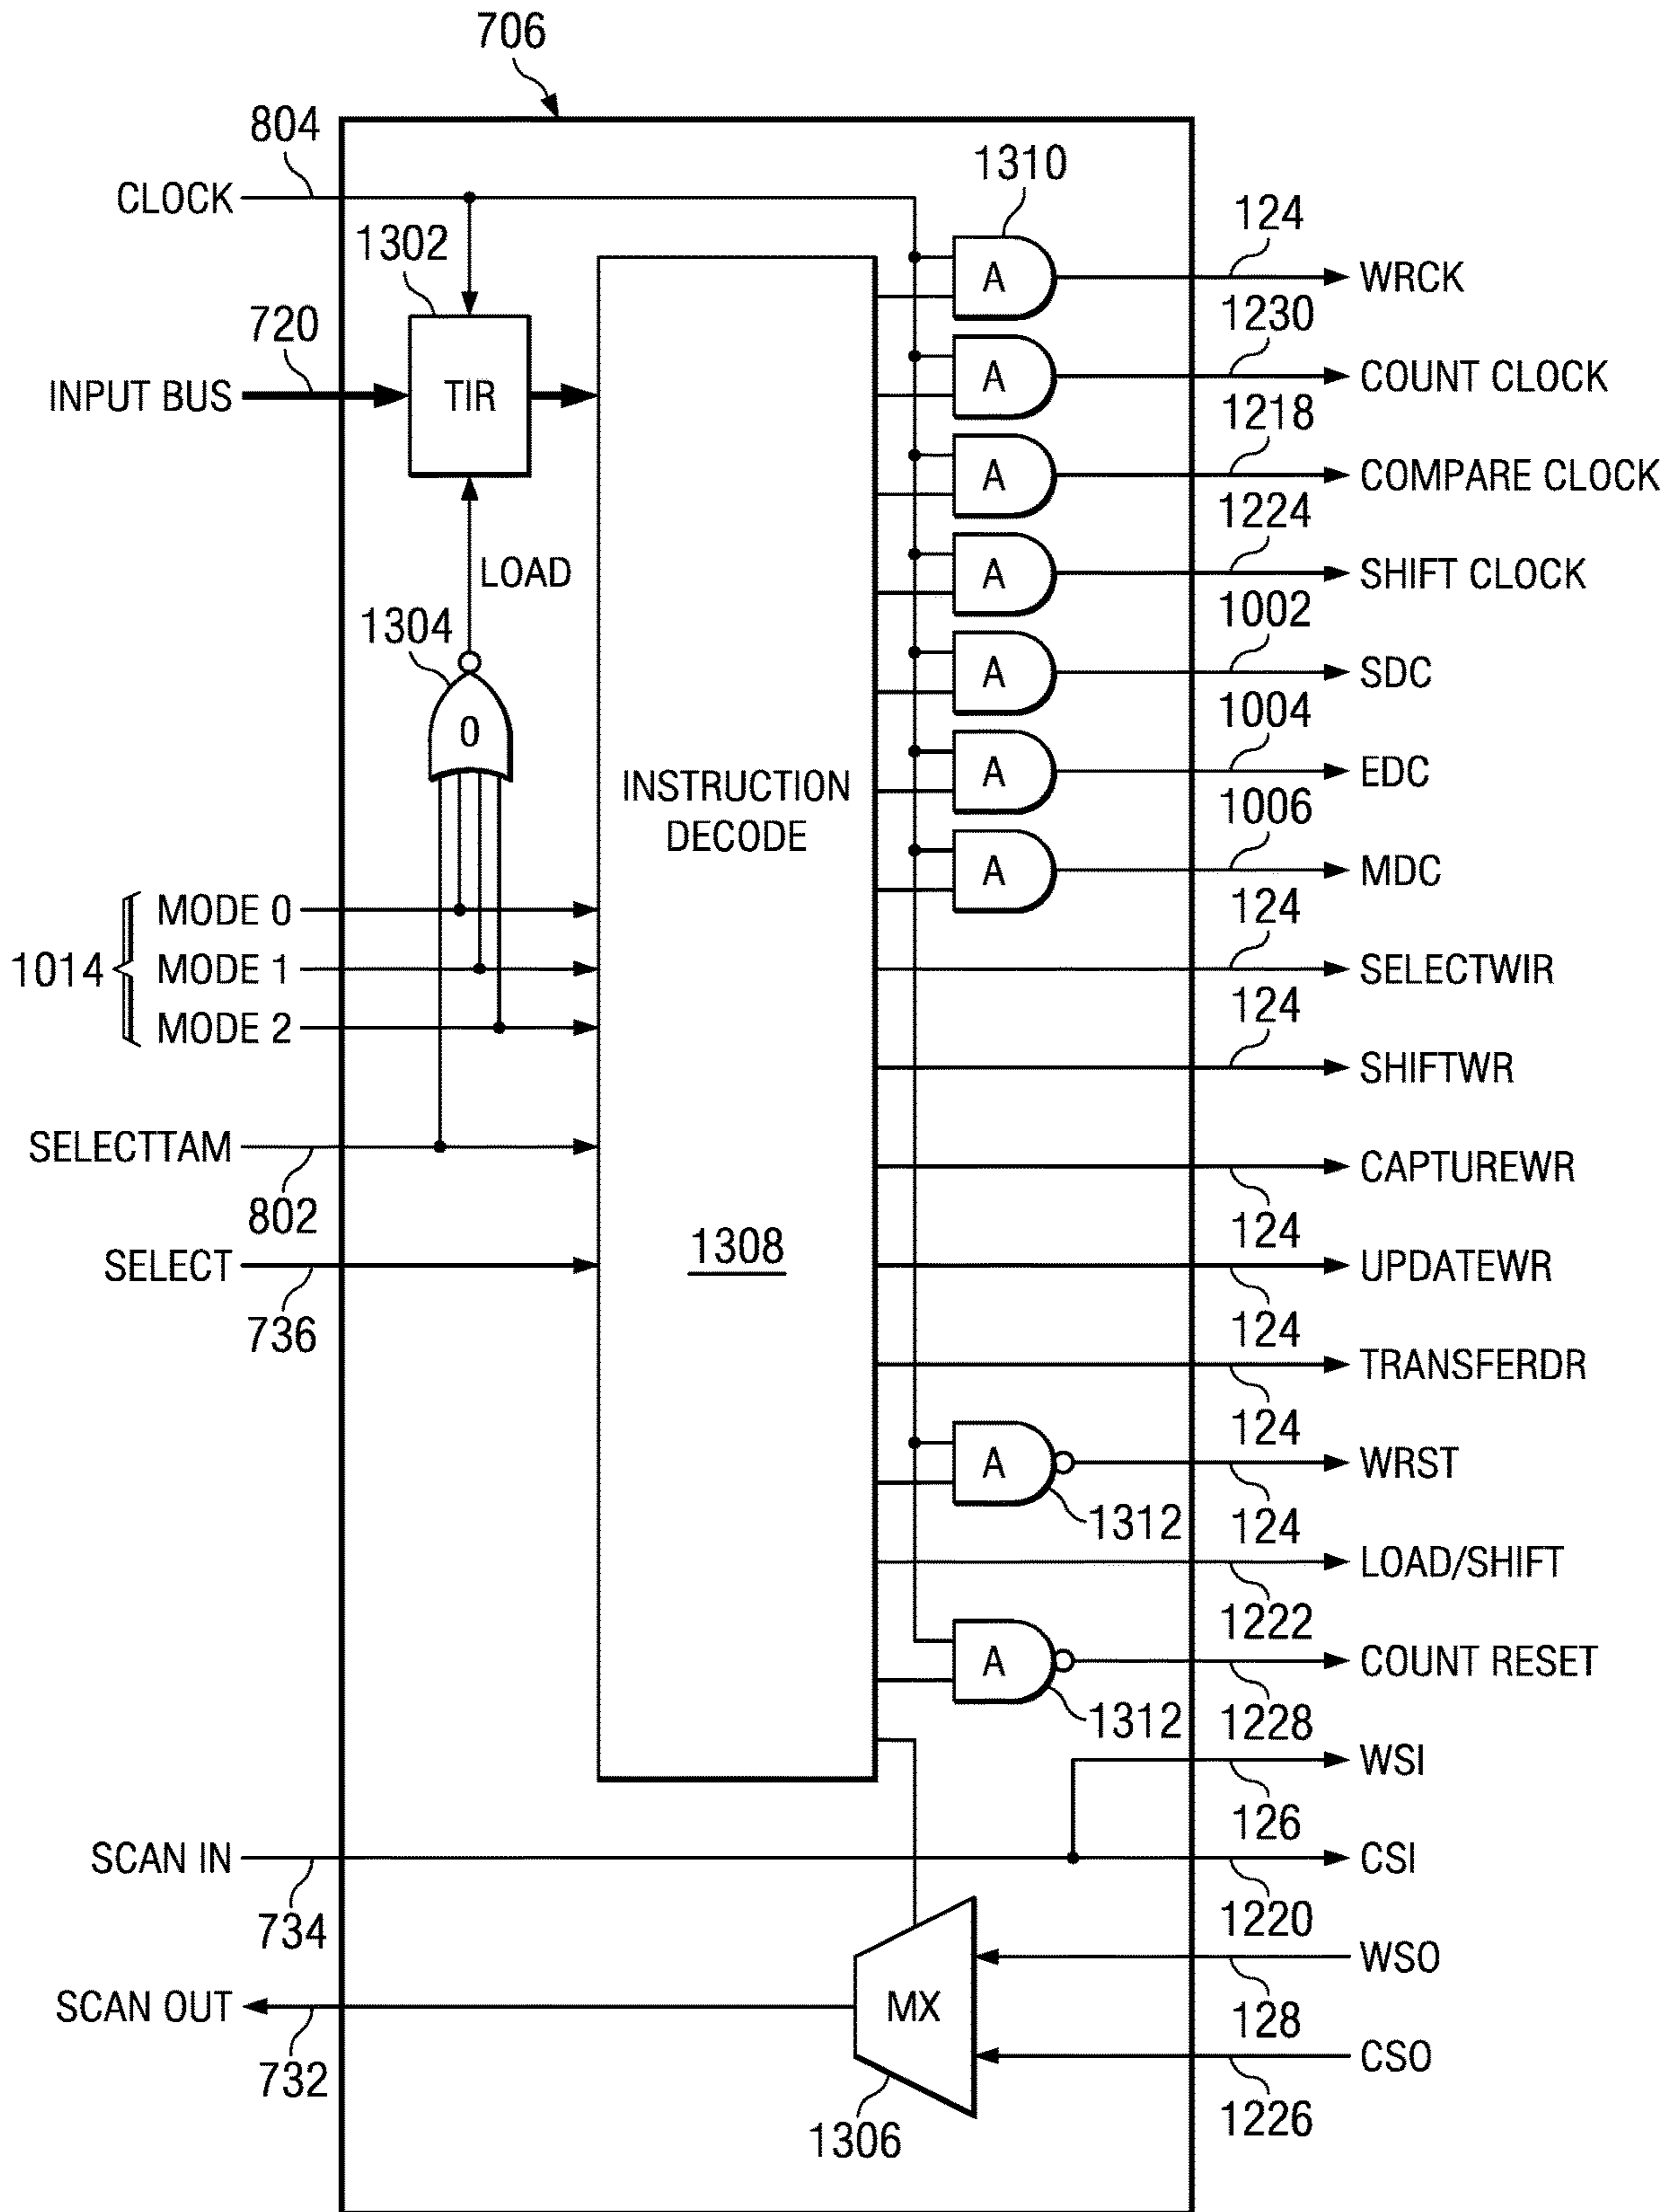 706
804
CLOCK
1310
1302
124
WRCK
720
INPUT BUS
TIR
A
1230
COUNT CLOCK
A
1218
COMPARE CLOCK
A
1224
SHIFT CLOCK
A
LOAD
1304
1002
SDC
A
0
1004
EDC
A
INSTRUCTION
DECODE
1006
MDC
A
1014
MODE 0
MODE 1
MODE 2
124
SELECTWIR
124
SHIFTWR
SELECTTAM
802
CAPTUREWR
124
SELECT
736
1308
UPDATEWR
124
TRANSFERDR
124
A
1312
WRST
124
LOAD/SHIFT
1222
A
1312
COUNT RESET
1228
WSI
126
SCAN IN
734
CSI
1220
WSO
128
SCAN OUT
732
MX
1306
CSO
1226